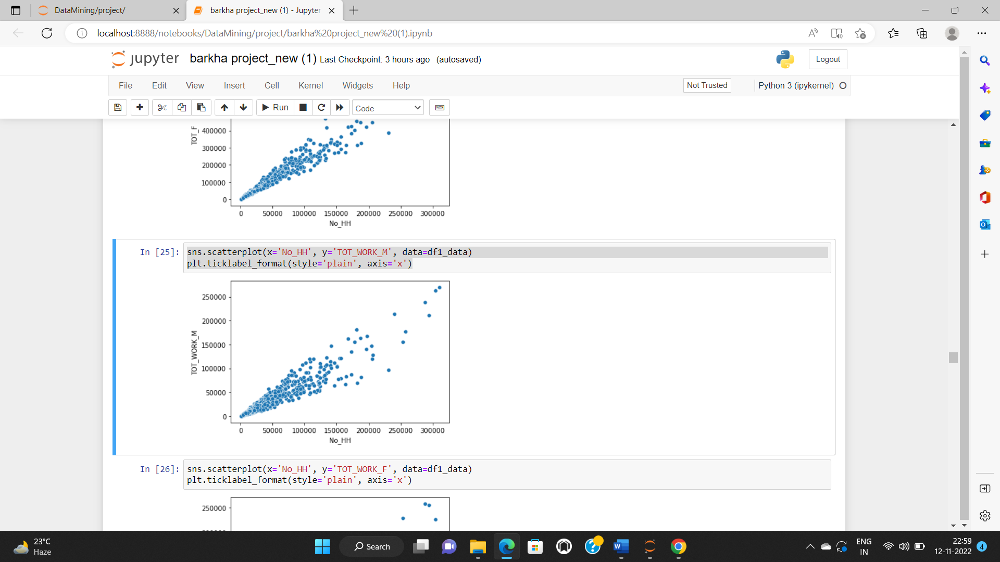 DataMining/project/
barkha project_new (1) - Jupyter
localhost:8888/notebooks/DataMining/project/barkha%20project_new%20(1).ipynb
jupyter barkha project_new (1) Last Checkpoint: 3 hours ago (autosaved)
Logout
File Edit View Insert Cell Kernel Widgets Help
Not Trusted
Python 3 (ipykernel)
Run
Code
TOT_F
400000
300000
200000
100000
0
0 50000 100000 150000 200000 250000 300000
No_HH
In [25]:
sns.scatterplot(x='No_HH', y='TOT_WORK_M', data=df1_data)
plt.ticklabel_format(style='plain', axis='x')
TOT_WORK_M
250000
200000
150000
100000
50000
0
0 50000 100000 150000 200000 250000 300000
No_HH
In [26]:
sns.scatterplot(x='No_HH', y='TOT_WORK_F', data=df1_data)
plt.ticklabel_format(style='plain', axis='x')
250000
23°C
Haze
Search
ENG
IN
22:59
12-11-2022
4